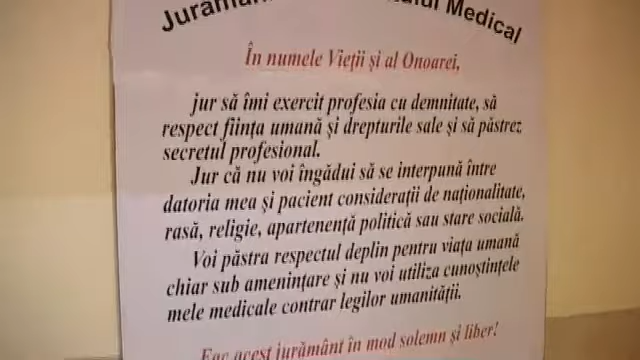 Medical
În numele Vieții și al Onoarei,
jur să îmi exercit profesia cu demnitate, să
respect ființa umană și drepturile sale și să păstrez
secretul profesional.
Jur că nu voi îngădui să se interpună între
datoria mea și pacient considerații de naționalitate,
rasă, religie, apartenență politică sau stare socială.
Voi păstra respectul deplin pentru viața umană
chiar sub amenințare și nu voi utiliza cunoștințele
mele medicale contrar legilor umanității.
Fac acest jurământ în mod solemn și liber!